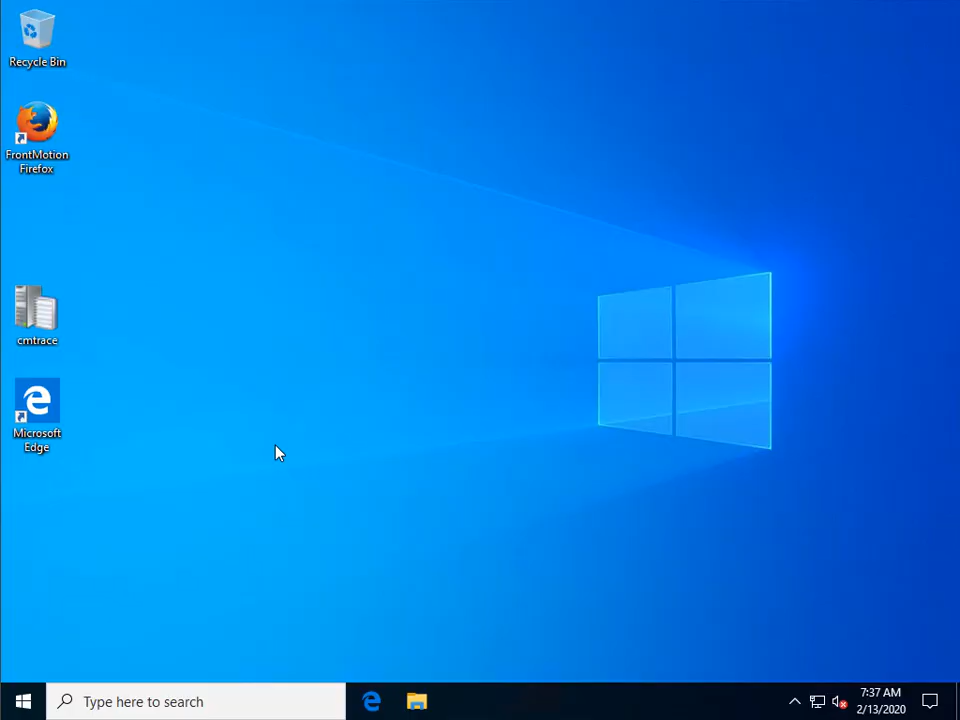 Recycle Bin
FrontMotion
Firefox
cmtrace
Microsoft
Edge
Type here to search
7:37 AM
2/13/2020